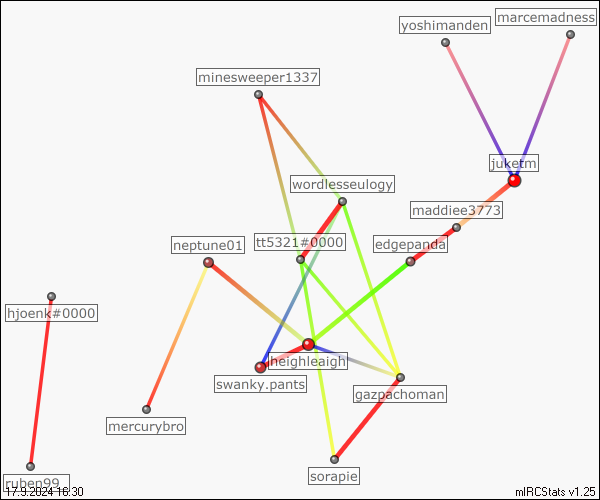 marcemadness
yoshimanden
minesweeper1337
juketm
wordlesseulogy
maddiee3773
neptune01
tt5321#0000
edgepanda
hjoenk#0000
heighleaigh
swanky.pants
gazpachoman
mercurybro
sorapie
ruben99_
17.9.2024 16:30
mIRCStats v1.25